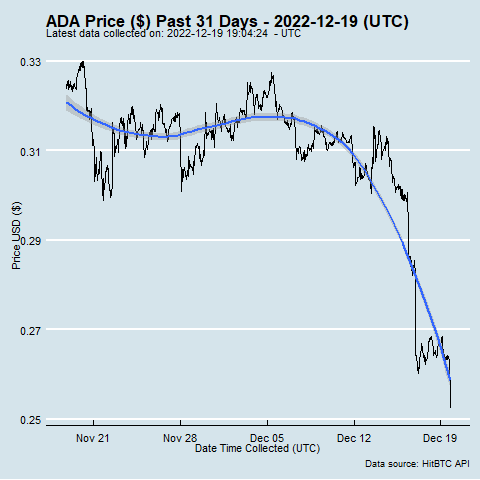 ADA Price ($) Past 31 Days - 2022-12-19 (UTC)
Latest data collected on: 2022-12-19 19:04:24 - UTC
0.33
0.31
0.29
0.27
0.25
Price USD ($)
Nov 21 Nov 28 Dec 05 Dec 12 Dec 19
Date Time Collected (UTC)
Data source: HitBTC API